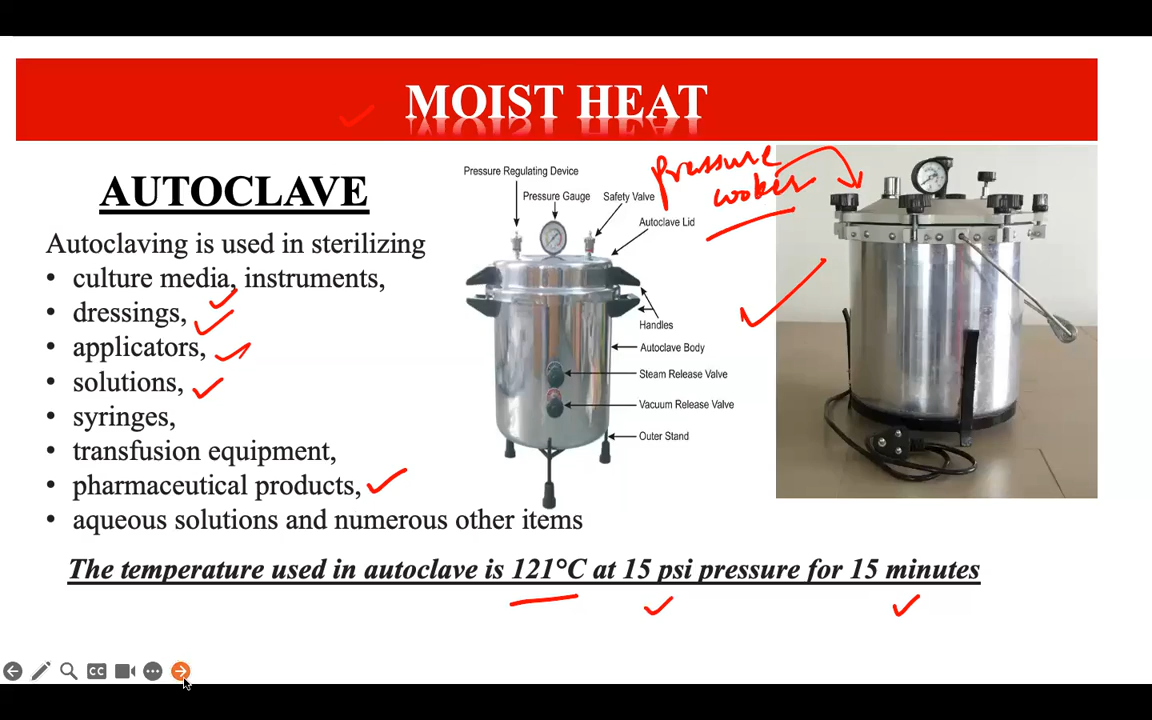 MOIST HEAT
AUTOCLAVE
Autoclaving is used in sterilizing
• culture media, instruments,
• dressings,
• applicators,
• solutions,
• syringes,
• transfusion equipment,
• pharmaceutical products,
• aqueous solutions and numerous other items
Pressure Regulating Device
Pressure Gauge
Safety Valve
Autoclave Lid
Handles
Autoclave Body
Steam Release Valve
Vacuum Release Valve
Outer Stand
Pressure
cooker
The temperature used in autoclave is 121°C at 15 psi pressure for 15 minutes
CC